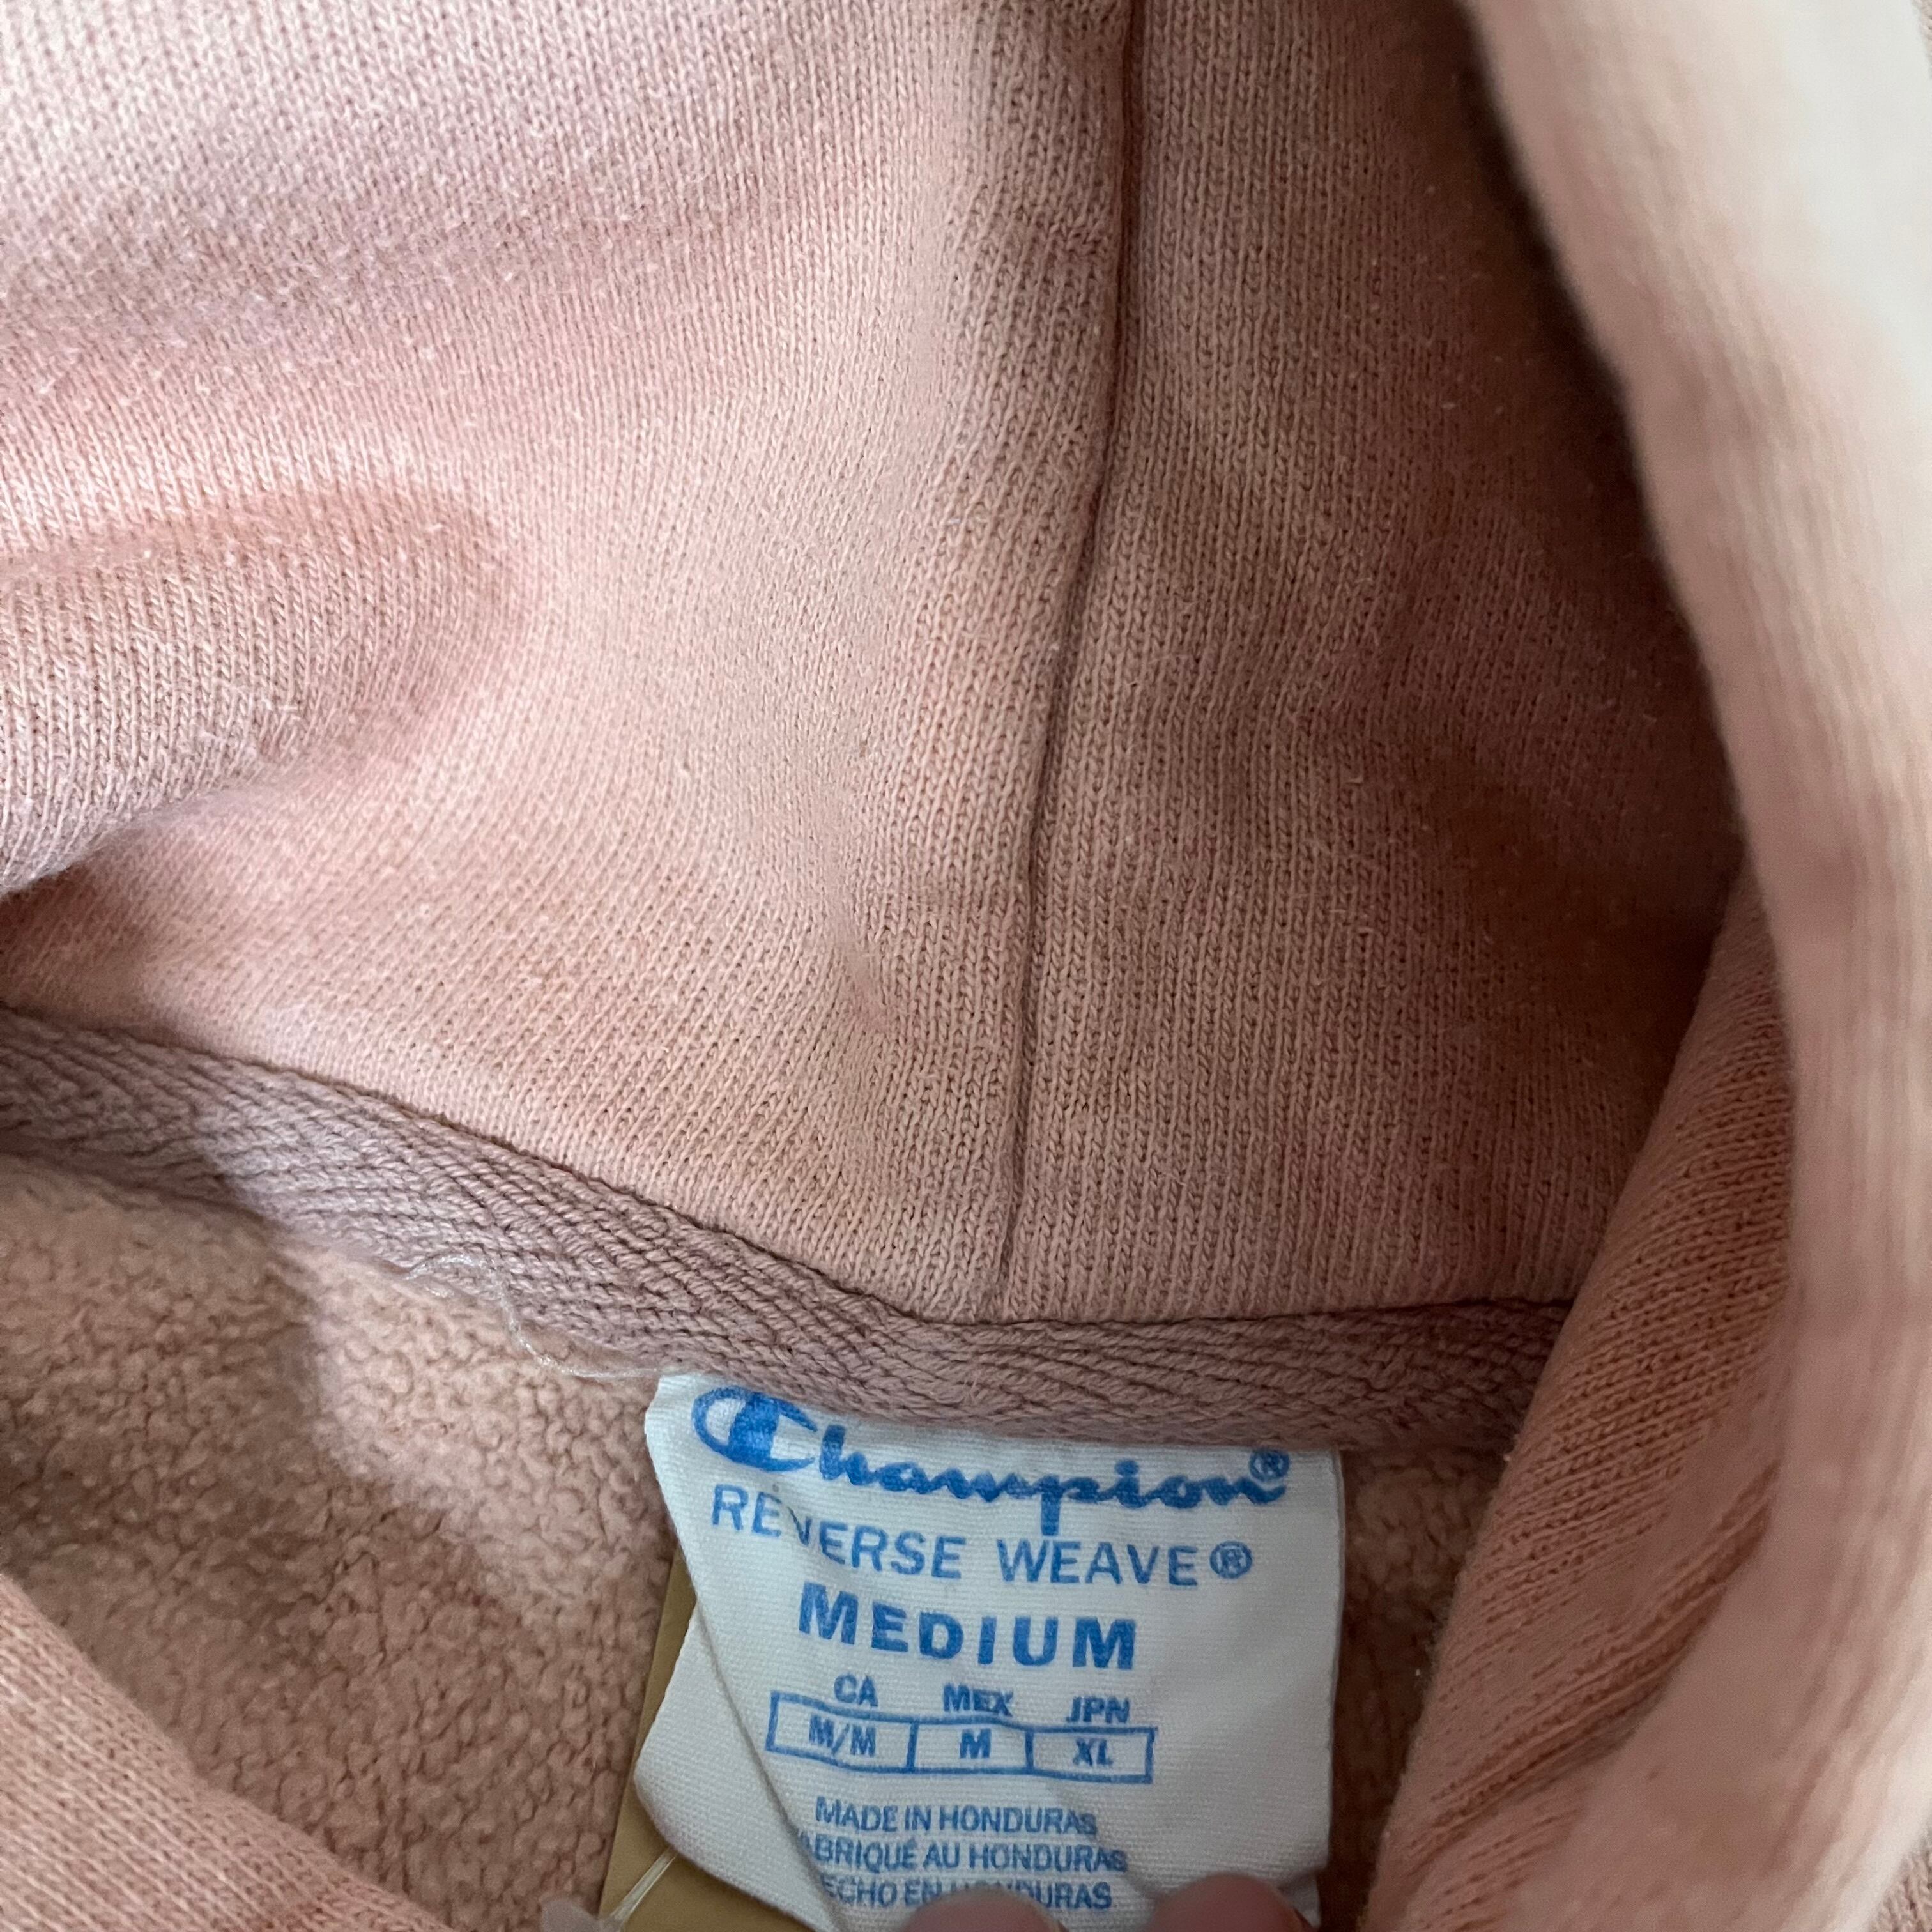 Champion®
REVERSE WEAVE®
MEDIUM
CA MEX JPN
M/M M XL
MADE IN HONDURAS
FABRIQUÉ AU HONDURAS
HECHO EN HONDURAS